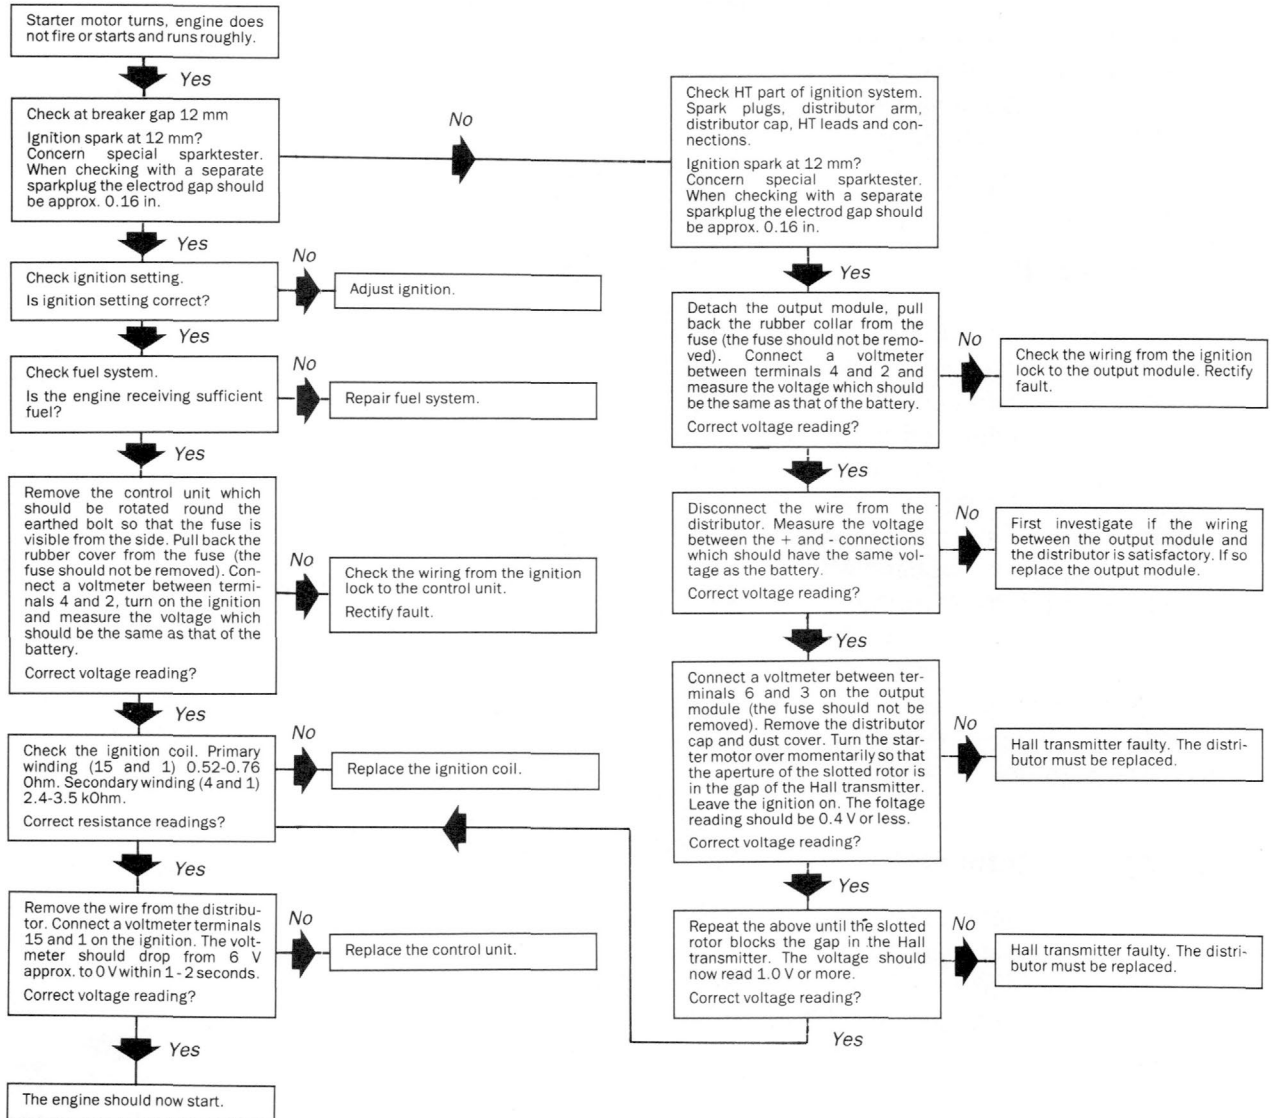 Starter motor turns, engine does
not fire or starts and runs roughly.
Yes
Check at breaker gap 12 mm
Ignition spark at 12 mm?
Concern special sparktester.
When checking with a separate
sparkplug the electrod gap should
be approx. 0.16 in.
No
Yes
Check ignition setting.
Is ignition setting correct?
No
Adjust ignition.
Yes
Check fuel system.
Is the engine receiving sufficient
fuel?
No
Repair fuel system.
Yes
Remove the control unit which
should be rotated round the
earthed bolt so that the fuse is
visible from the side. Pull back the
rubber cover from the fuse (the
fuse should not be removed). Con-
nect a voltmeter between termi-
nals 4 and 2, turn on the ignition
and measure the voltage which
should be the same as that of the
battery.
Correct voltage reading?
No
Check the wiring from the ignition
lock to the control unit.
Rectify fault.
Yes
Check the ignition coil. Primary
winding (15 and 1) 0.52-0.76
Ohm. Secondary winding (4 and 1)
2.4-3.5 kOhm.
Correct resistance readings?
No
Replace the ignition coil.
Yes
Remove the wire from the distribu-
tor. Connect a voltmeter terminals
15 and 1 on the ignition. The volt-
meter should drop from 6 V
approx. to 0 V within 1 - 2 seconds.
Correct voltage reading?
No
Replace the control unit.
Yes
The engine should now start.
Check HT part of ignition system.
Spark plugs, distributor arm,
distributor cap, HT leads and con-
nections.
Ignition spark at 12 mm?
Concern special sparktester.
When checking with a separate
sparkplug the electrod gap should
be approx. 0.16 in.
Yes
Detach the output module, pull
back the rubber collar from the
fuse (the fuse should not be remo-
ved). Connect a voltmeter
between terminals 4 and 2 and
measure the voltage which should
be the same as that of the battery.
Correct voltage reading?
No
Check the wiring from the ignition
lock to the output module. Rectify
fault.
Yes
Disconnect the wire from the
distributor. Measure the voltage
between the + and - connections
which should have the same vol-
tage as the battery.
Correct voltage reading?
No
First investigate if the wiring
between the output module and
the distributor is satisfactory. If so
replace the output module.
Yes
Connect a voltmeter between ter-
minals 6 and 3 on the output
module (the fuse should not be
removed). Remove the distributor
cap and dust cover. Turn the star-
ter motor over momentarily so that
the aperture of the slotted rotor is
in the gap of the Hall transmitter.
Leave the ignition on. The foltage
reading should be 0.4 V or less.
Correct voltage reading?
No
Hall transmitter faulty. The distri-
butor must be replaced.
Yes
Repeat the above until the slotted
rotor blocks the gap in the Hall
transmitter. The voltage should
now read 1.0 V or more.
Correct voltage reading?
No
Hall transmitter faulty. The distri-
butor must be replaced.
Yes